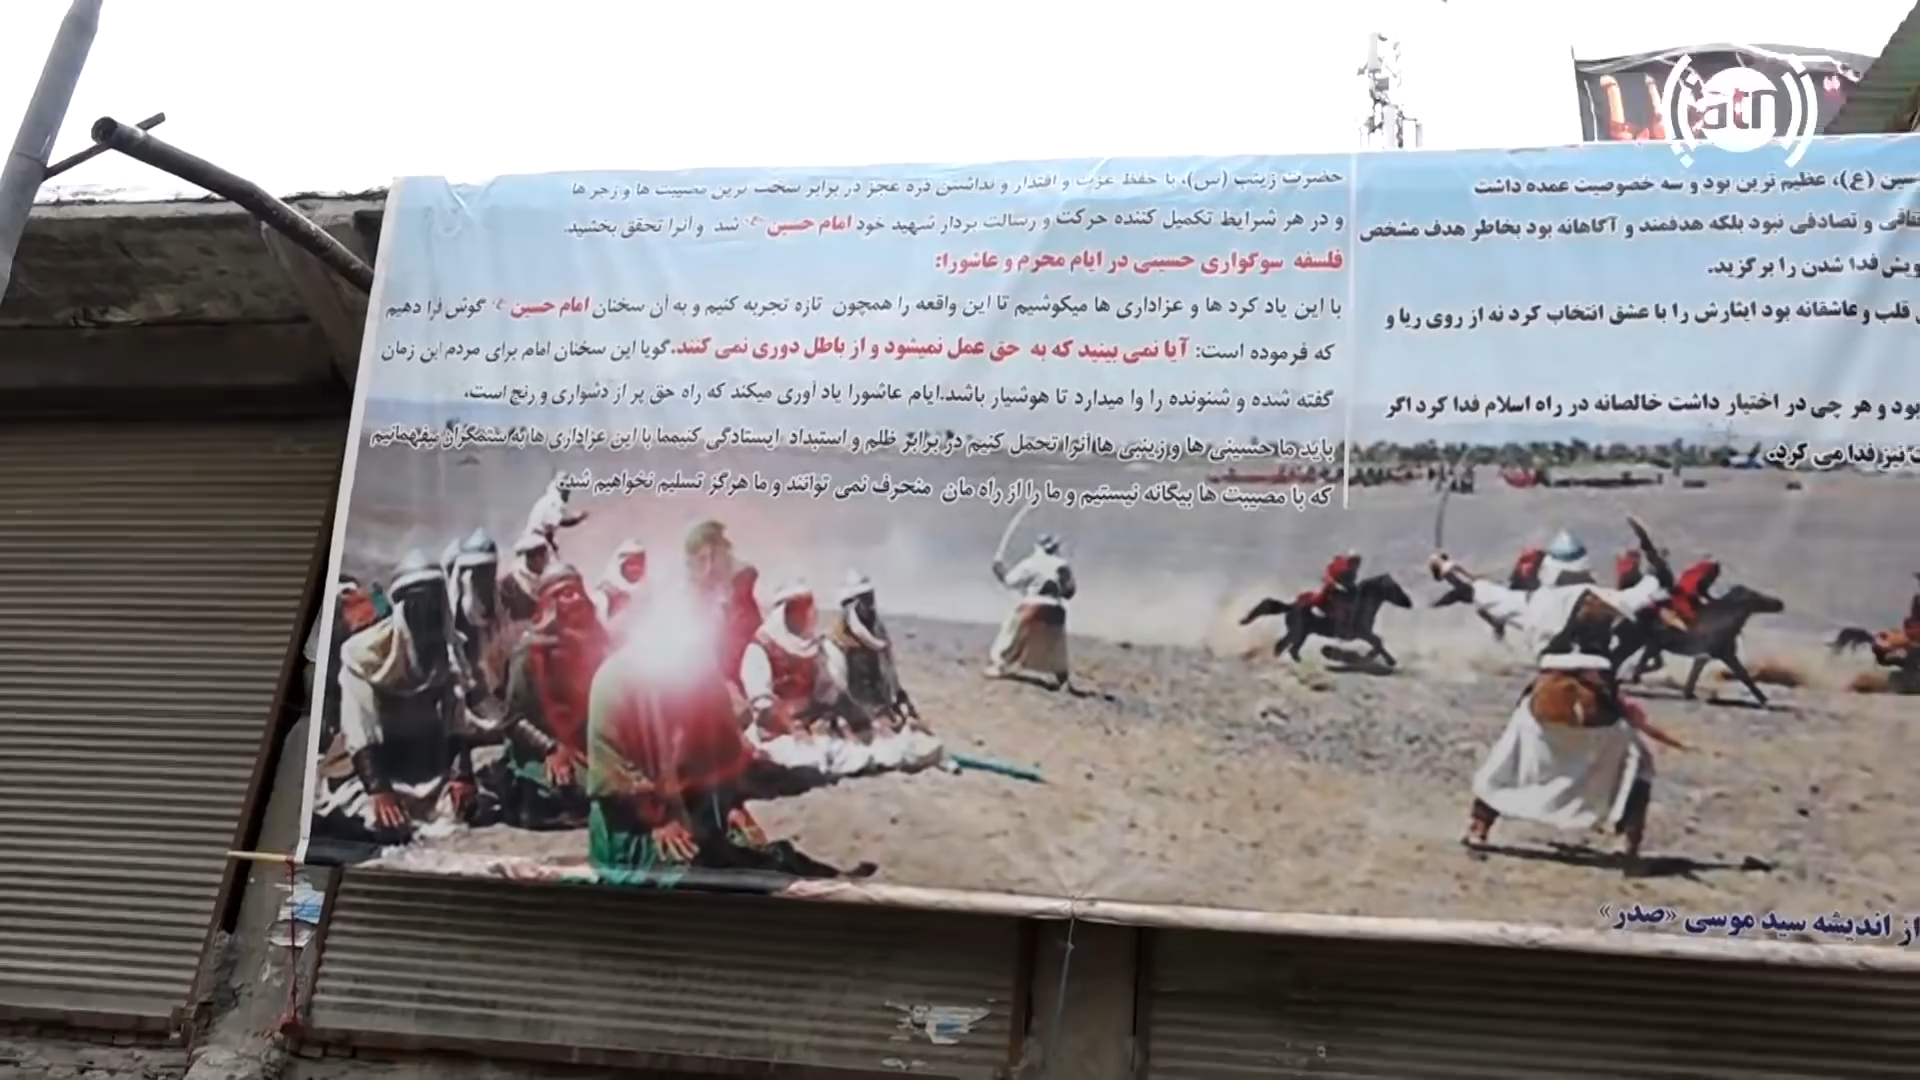 سین (ع)، عظیم ترین بود و سه خصوصیت عمده داشت
و تصادفی نبود بلکه هدفمند و آگاهانه بود بخاطر هدف مشخص
ویش فدا شدن را برگزید.
قلب و عاشقانه بود ایثارش را با عشق انتخاب کرد نه از روی ریا و
بود و هر چی در اختیار داشت خالصانه در راه اسلام فدا کرد اگر
نیز فدا می کرد.
حضرت زینب (س)، با حفظ عزت و اقتدار و نداشتن ذره عجز در برابر سخت ترین مصیبت ها و زجر ها
و در هر شرایط تکمیل کننده حرکت و رسالت بردار شهید خود امام حسین ع شد و آنرا تحقق بخشید.
فلسفه سوگواری حسینی در ایام محرم و عاشورا:
با این یاد کرد ها و عزاداری ها میکوشیم تا این واقعه را همچون تازه تجربه کنیم و به آن سخنان امام حسین ع گوش فرا دهیم
که فرموده است: آیا نمی بینید که به حق عمل نمیشود و از باطل دوری نمی کنند.گویا این سخنان امام برای مردم این زمان
گفته شده و شنونده را وا میدارد تا هوشیار باشد.ایام عاشورا یاد آوری میکند که راه حق پر از دشواری و رنج است،
باید ما حسینی ها و زینبی ها آنرا تحمل کنیم در برابر ظلم و استبداد ایستادگی کنیمما با این عزاداری ها به ستمگران میفهمانیم
که با مصیبت ها بیگانه نیستیم و ما را از راه مان منحرف نمی توانند و ما هرگز تسلیم نخواهیم شد.
از اندیشه سید موسی «صدر»
atn